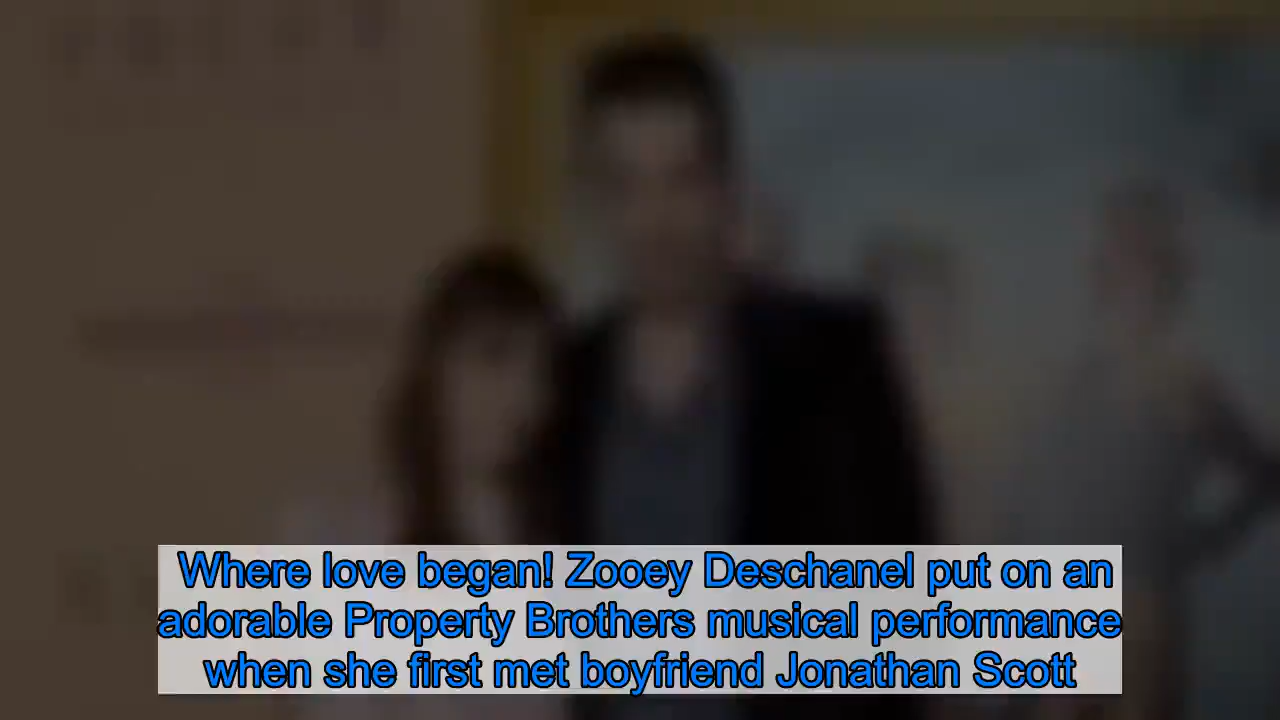 Where love began! Zooey Deschanel put on an
adorable Property Brothers musical performance
when she first met boyfriend Jonathan Scott